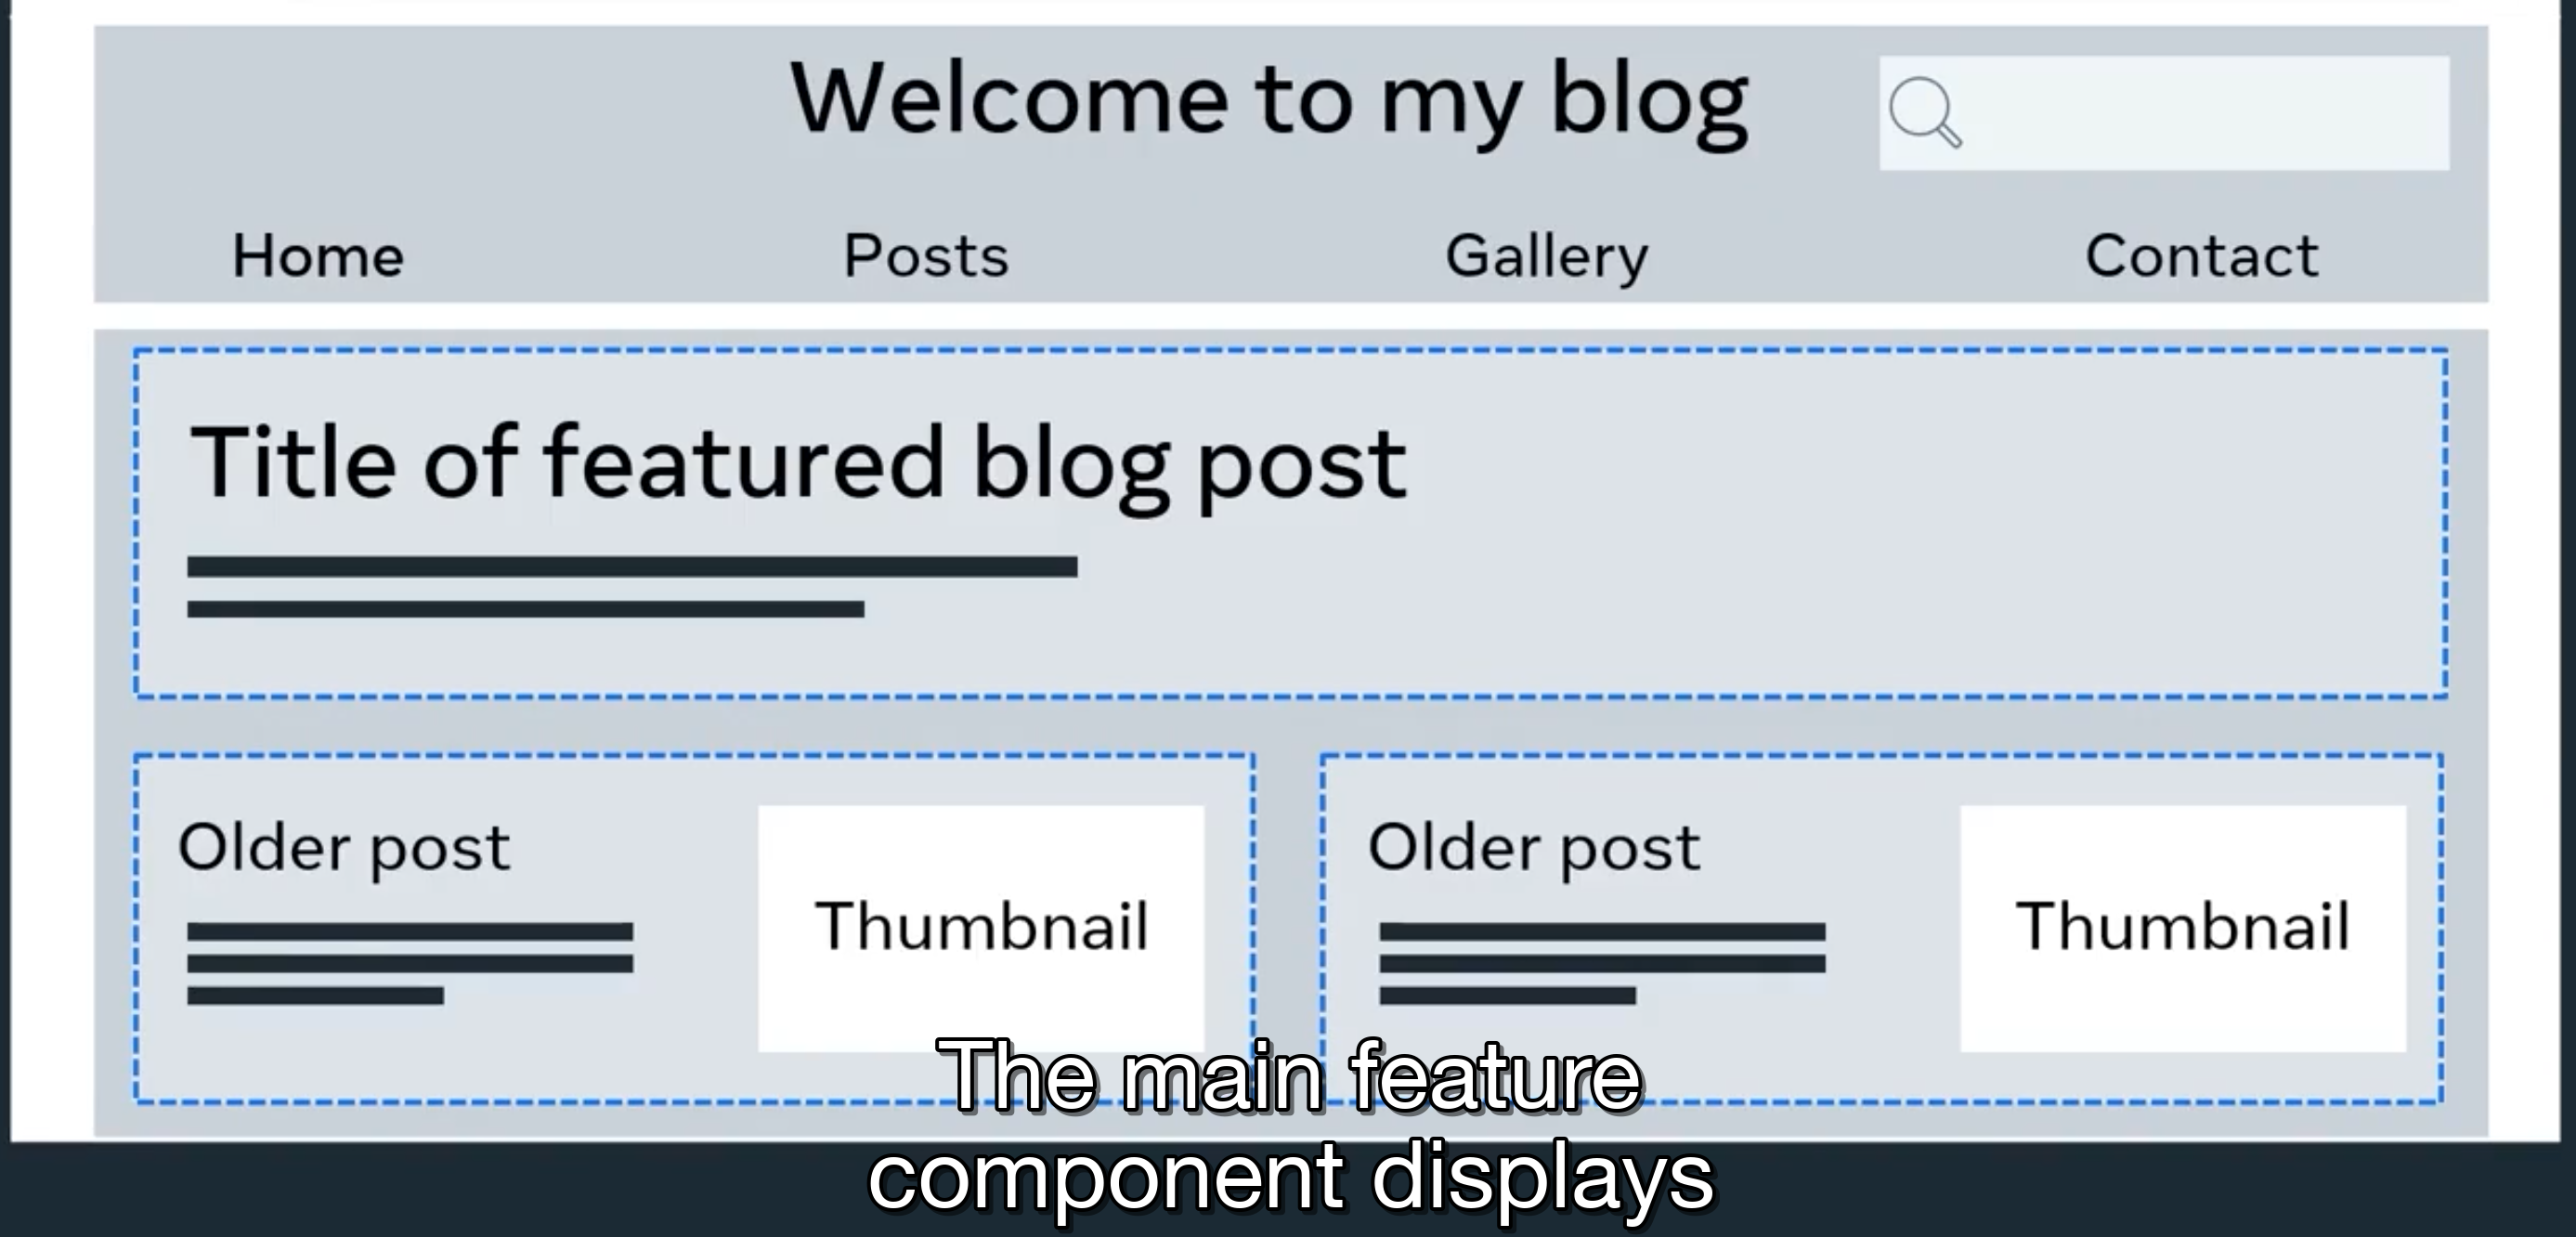 Welcome to my blog
Home Posts Gallery Contact
Title of featured blog post
Older post
Thumbnail
Older post
Thumbnail
The main feature
component displays